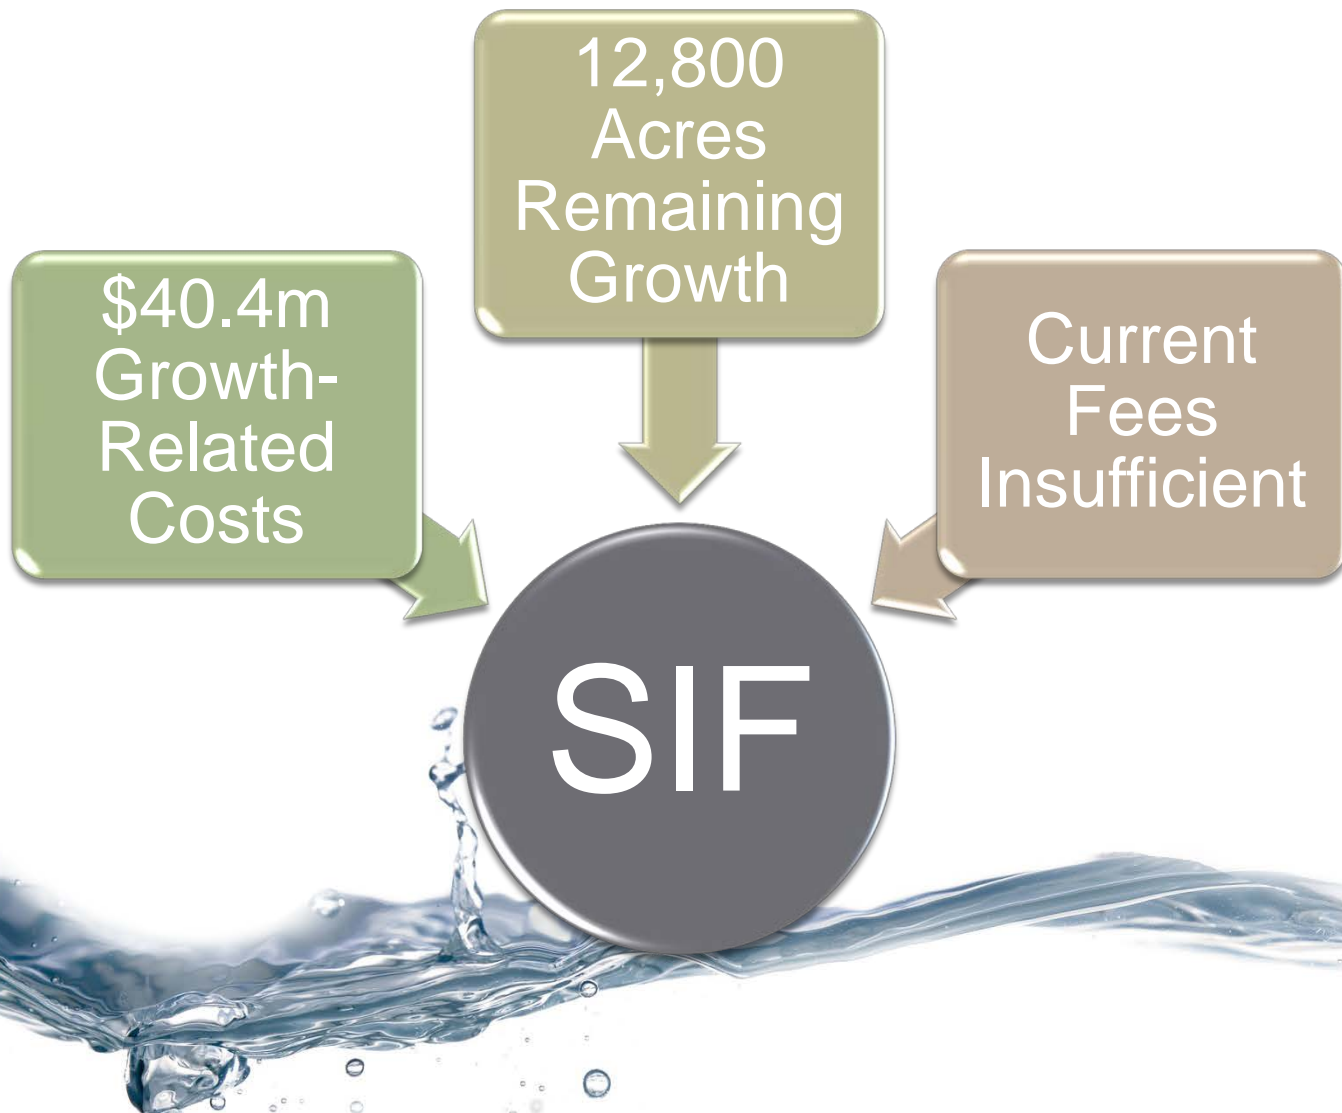 12,800
Acres
Remaining
Growth
$40.4m
Growth-
Related
Costs
Current
Fees
Insufficient
SIF